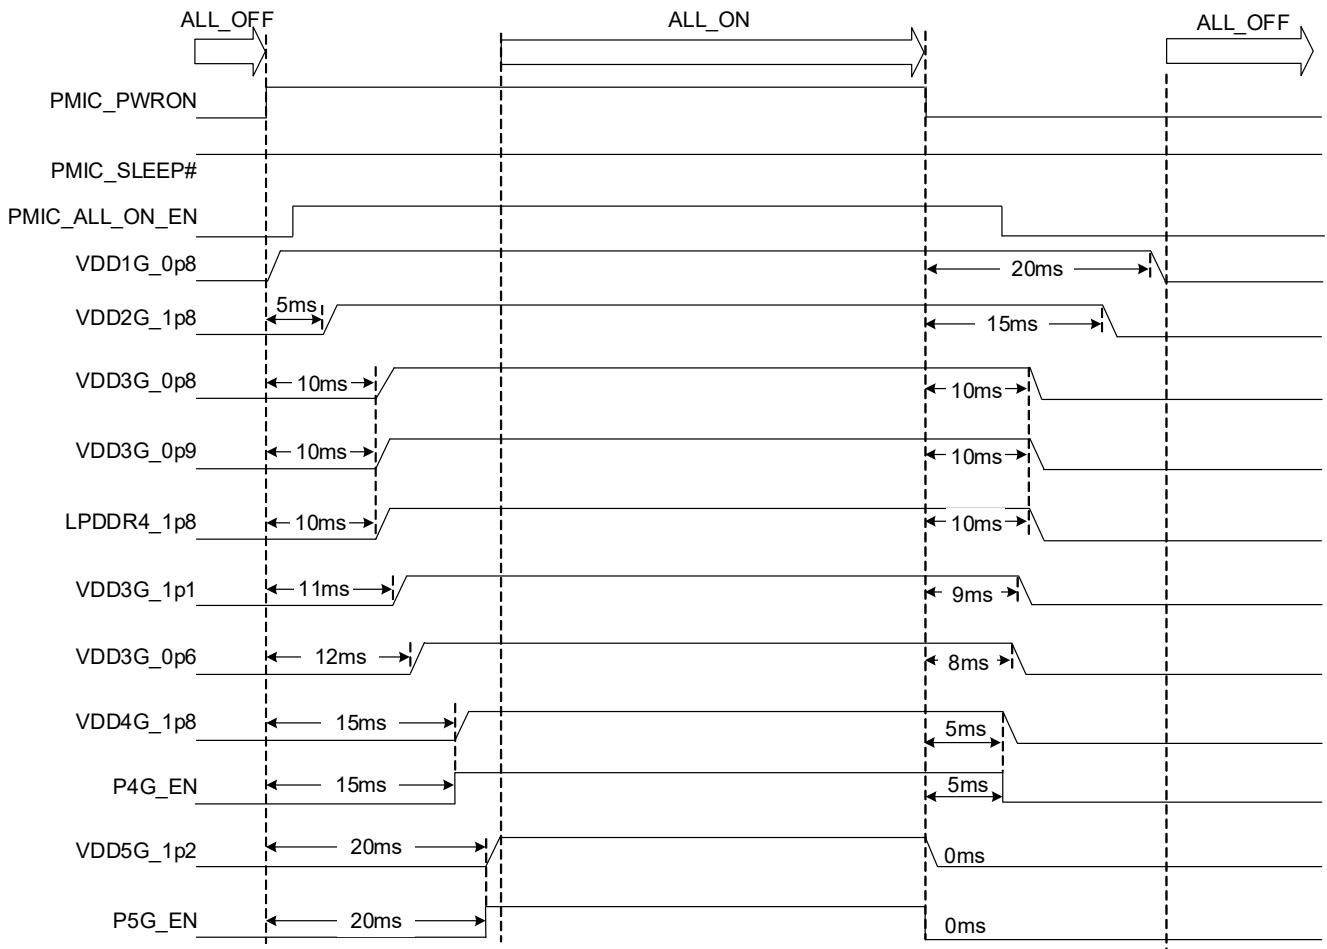 ALL_OFF ALL_ON ALL_OFF
PMIC_PWRON
PMIC_SLEEP#
PMIC_ALL_ON_EN
VDD1G_0p8 20ms
VDD2G_1p8 5ms 15ms
VDD3G_0p8 10ms 10ms
VDD3G_0p9 10ms 10ms
LPDDR4_1p8 10ms 10ms
VDD3G_1p1 11ms 9ms
VDD3G_0p6 12ms 8ms
VDD4G_1p8 15ms 5ms
P4G_EN 15ms 5ms
VDD5G_1p2 20ms 0ms
P5G_EN 20ms 0ms